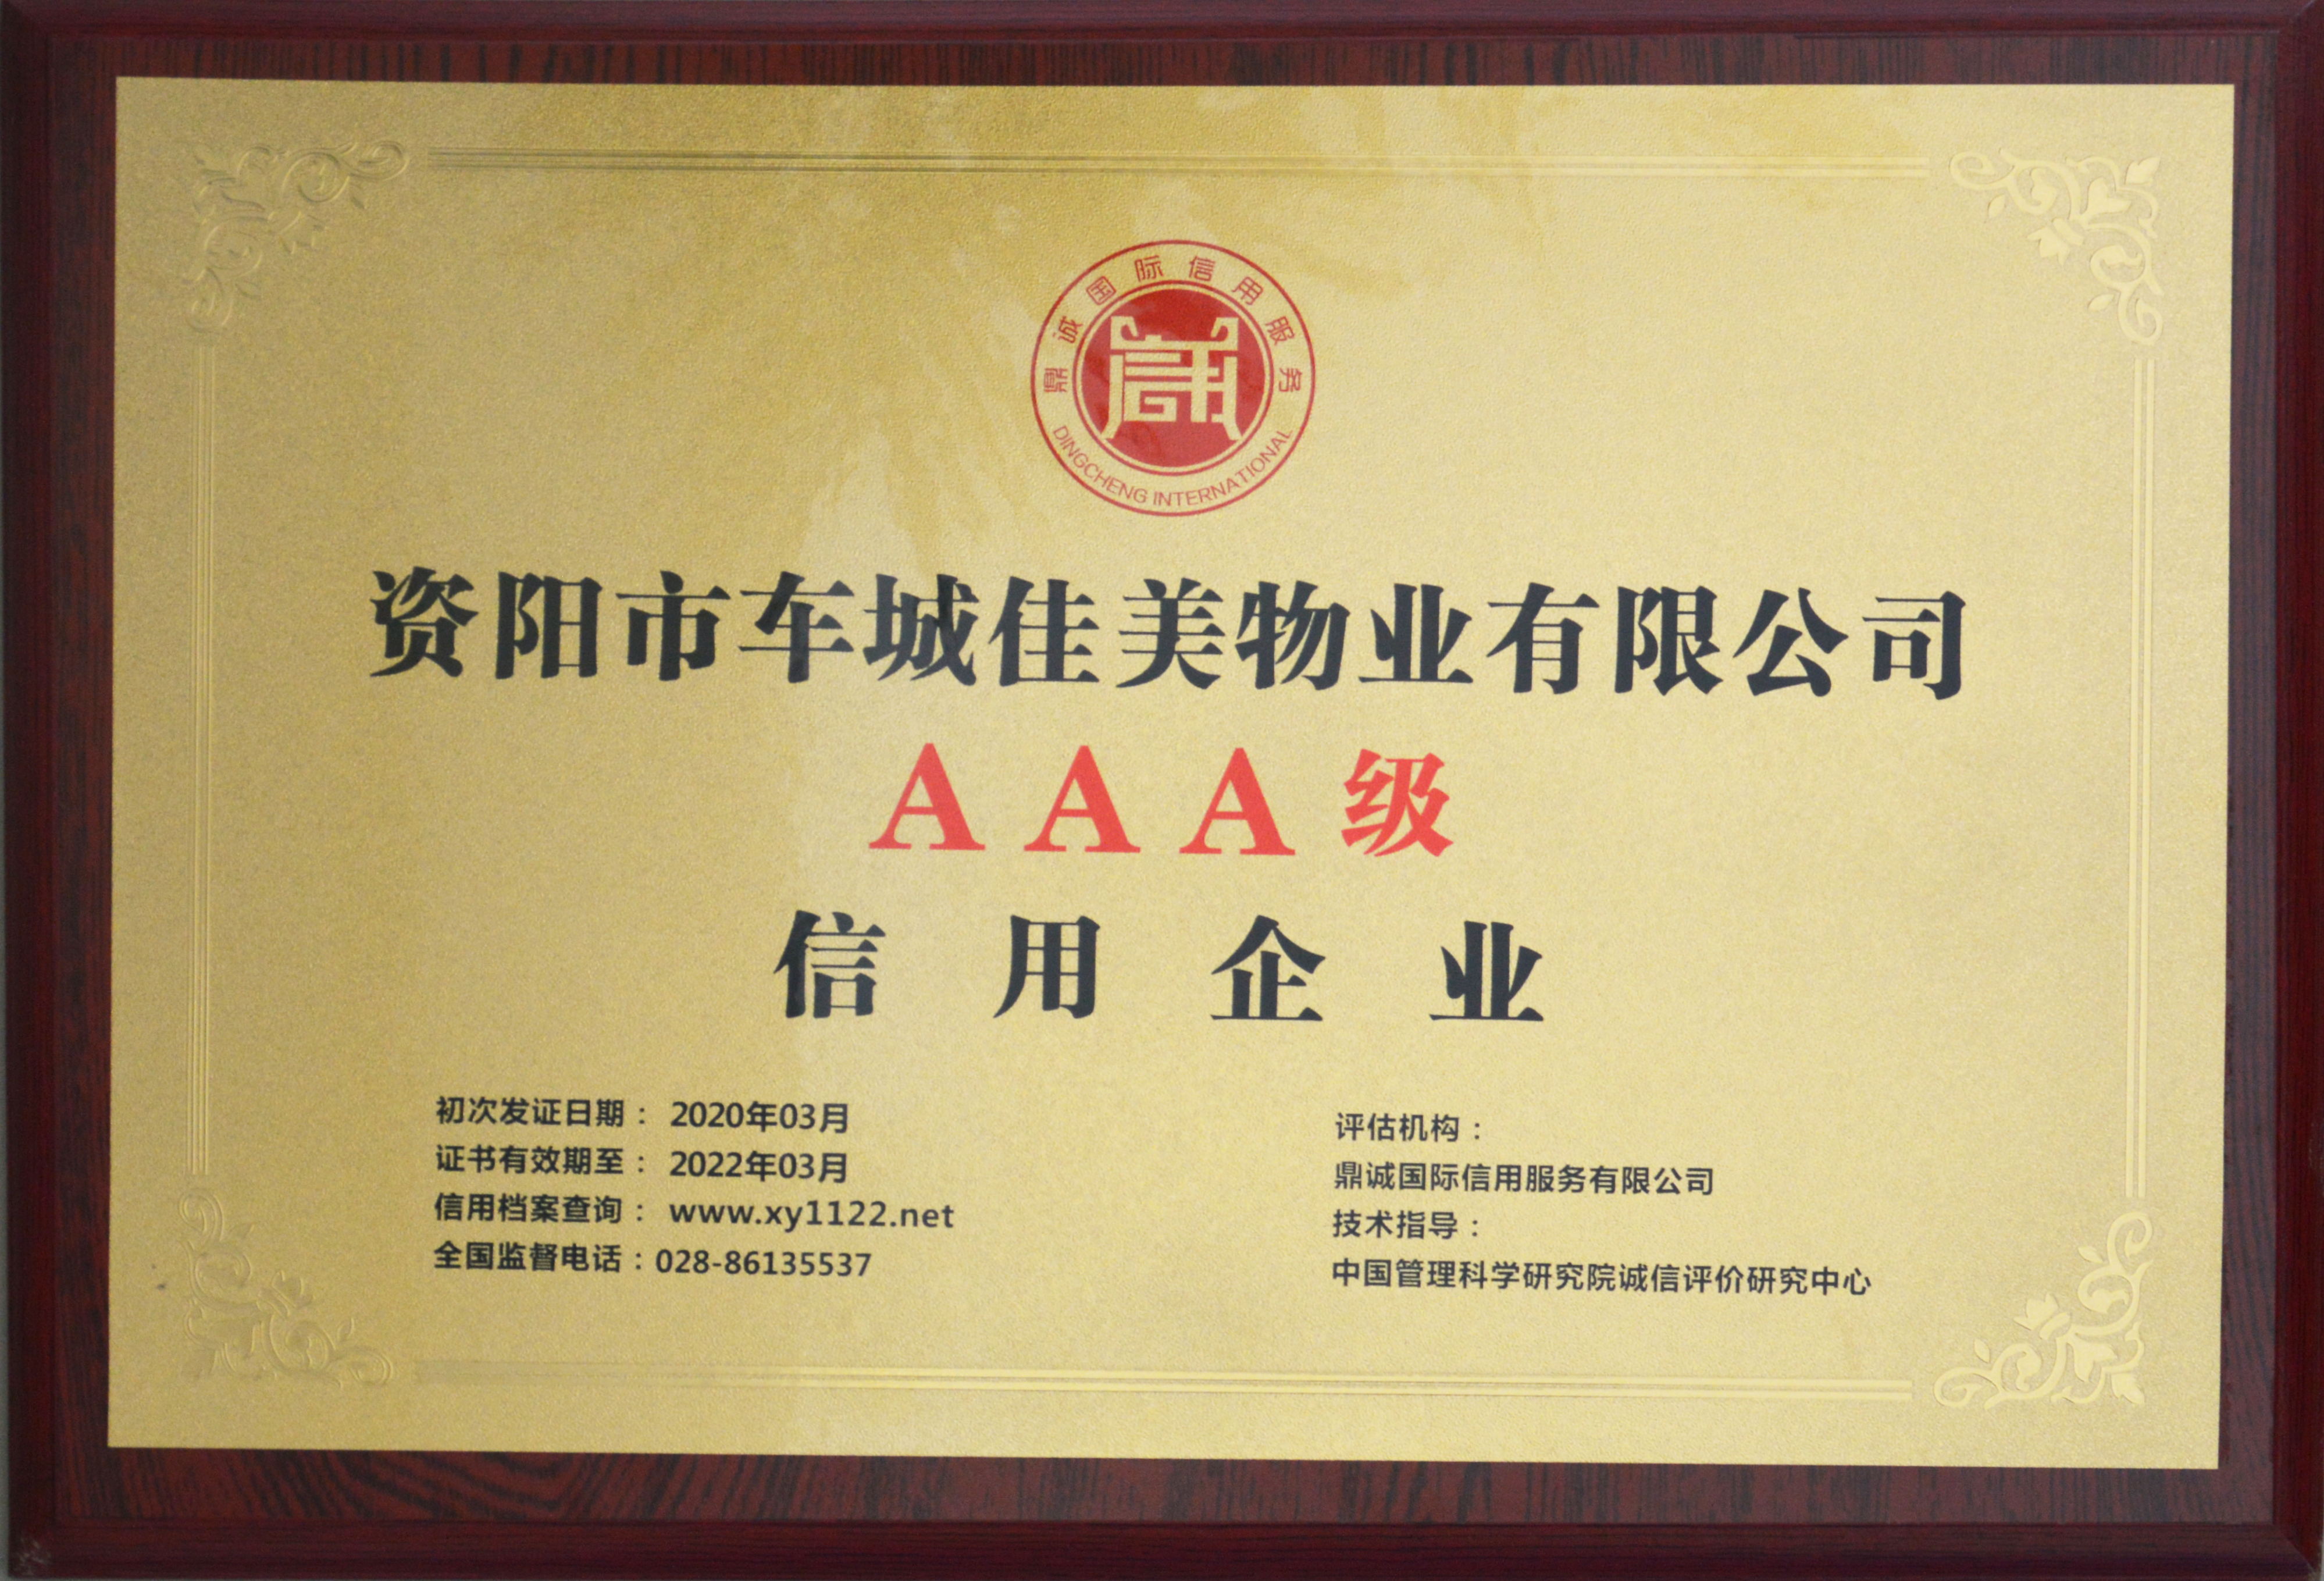 鼎诚国际信用服务
DINGCHENG INTERNATIONAL
资阳市车城佳美物业有限公司
AAA级
信用企业
初次发证日期： 2020年03月
证书有效期至： 2022年03月
信用档案查询： www.xy1122.net
全国监督电话：028-86135537
评估机构：
鼎诚国际信用服务有限公司
技术指导：
中国管理科学研究院诚信评价研究中心